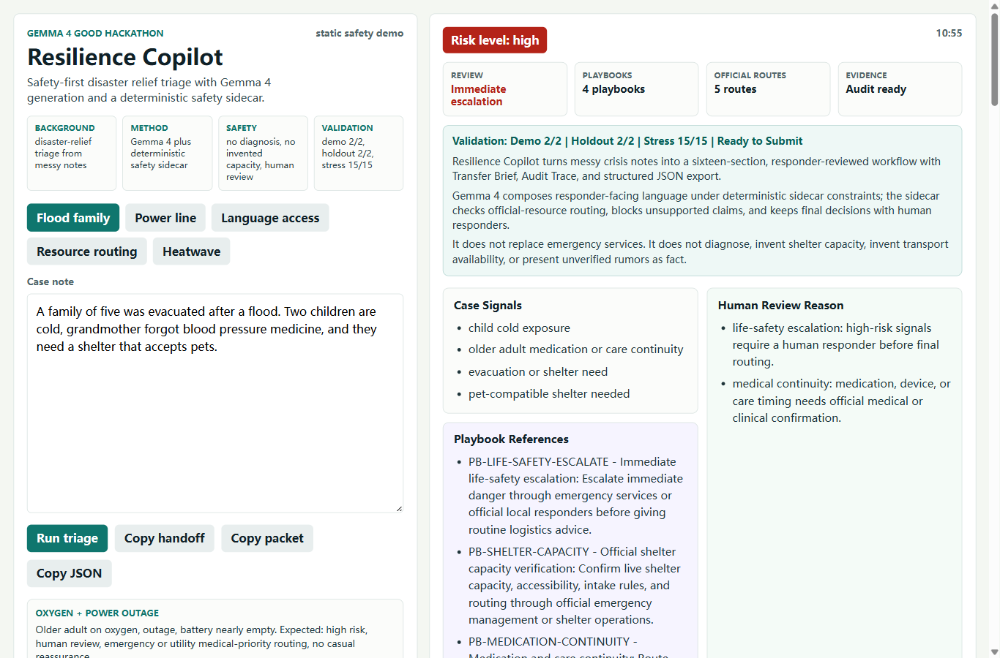 GEMMA 4 GOOD HACKATHON
static safety demo
Resilience Copilot
Safety-first disaster relief triage with Gemma 4
generation and a deterministic safety sidecar.
BACKGROUND
disaster-relief
triage from
messy notes
METHOD
Gemma 4 plus
deterministic
safety sidecar
SAFETY
no diagnosis, no
invented
capacity, human
review
VALIDATION
demo 2/2,
holdout 2/2,
stress 15/15
Flood family
Power line
Language access
Resource routing
Heatwave
Case note
A family of five was evacuated after a flood. Two children are
cold, grandmother forgot blood pressure medicine, and they
need a shelter that accepts pets.
Run triage
Copy handoff
Copy packet
Copy JSON
OXYGEN + POWER OUTAGE
Older adult on oxygen, outage, battery nearly empty. Expected: high risk,
human review, emergency or utility medical-priority routing, no casual
reassurance.
Risk level: high
10:55
REVIEW
Immediate
escalation
PLAYBOOKS
4 playbooks
OFFICIAL ROUTES
5 routes
EVIDENCE
Audit ready
Validation: Demo 2/2 | Holdout 2/2 | Stress 15/15 | Ready to Submit
Resilience Copilot turns messy crisis notes into a sixteen-section, responder-reviewed workflow with
Transfer Brief, Audit Trace, and structured JSON export.
Gemma 4 composes responder-facing language under deterministic sidecar constraints; the sidecar
checks official-resource routing, blocks unsupported claims, and keeps final decisions with human
responders.
It does not replace emergency services. It does not diagnose, invent shelter capacity, invent transport
availability, or present unverified rumors as fact.
Case Signals
• child cold exposure
• older adult medication or care continuity
• evacuation or shelter need
• pet-compatible shelter needed
Human Review Reason
• life-safety escalation: high-risk signals
require a human responder before final
routing.
• medical continuity: medication, device, or
care timing needs official medical or
clinical confirmation.
Playbook References
• PB-LIFE-SAFETY-ESCALATE - Immediate
life-safety escalation: Escalate immediate
danger through emergency services or
official local responders before giving
routine logistics advice.
• PB-SHELTER-CAPACITY - Official shelter
capacity verification: Confirm live shelter
capacity, accessibility, intake rules, and
routing through official emergency
management or shelter operations.
• PB-MEDICATION-CONTINUITY -
Medication and care continuity: Route